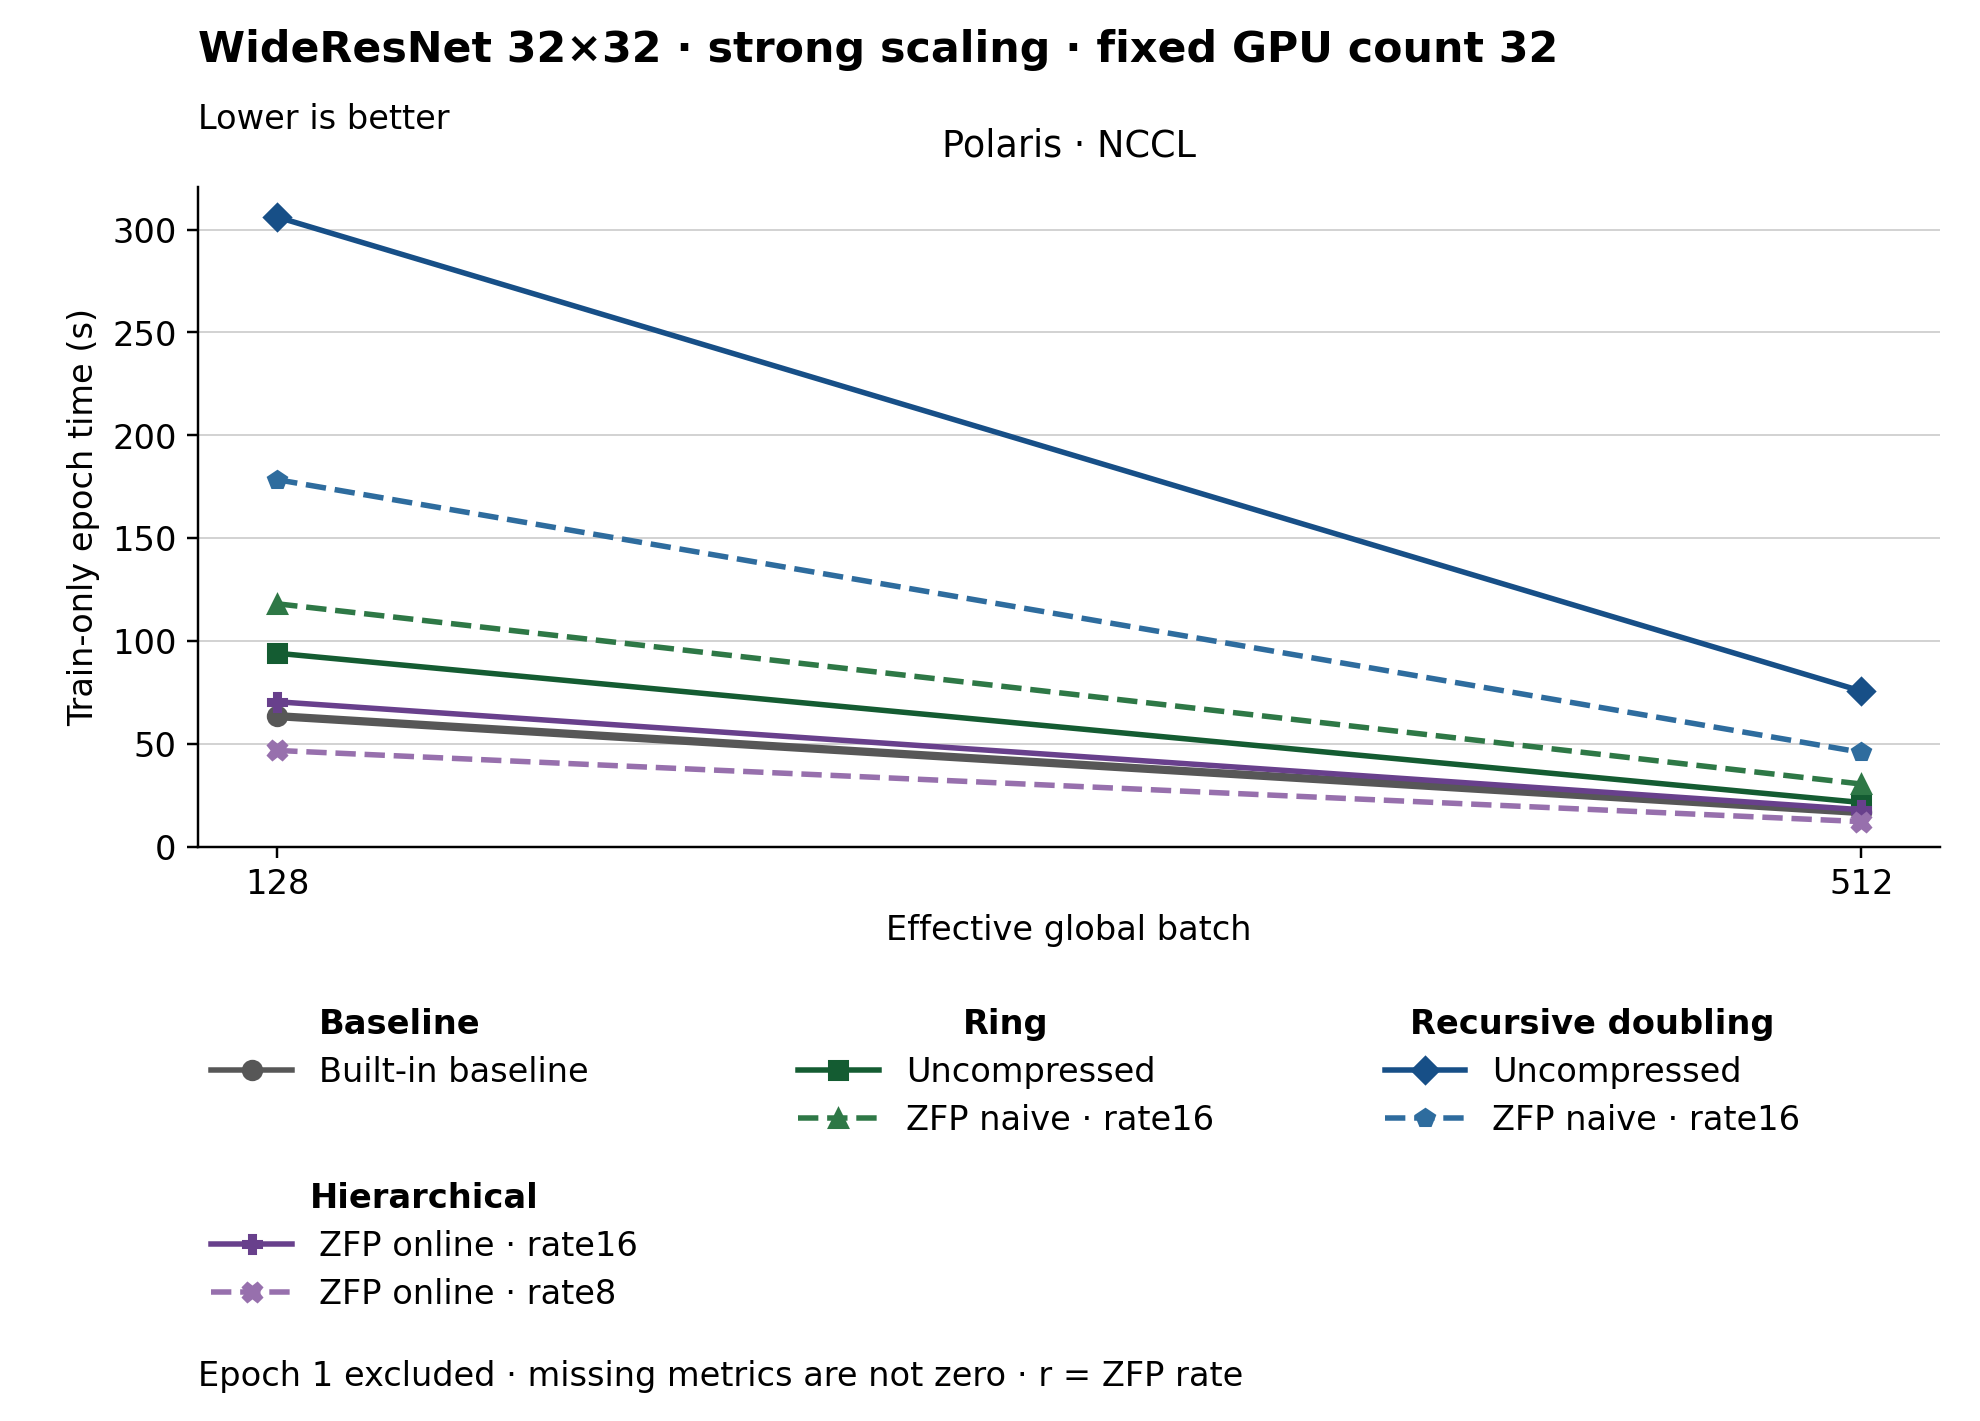 WideResNet 32×32 · strong scaling · fixed GPU count 32
Lower is better
Polaris · NCCL
Train-only epoch time (s)
300
250
200
150
100
50
0
128
512
Effective global batch
Baseline
Built-in baseline
Ring
Uncompressed
ZFP naive · rate16
Recursive doubling
Uncompressed
ZFP naive · rate16
Hierarchical
ZFP online · rate16
ZFP online · rate8
Epoch 1 excluded · missing metrics are not zero · r = ZFP rate